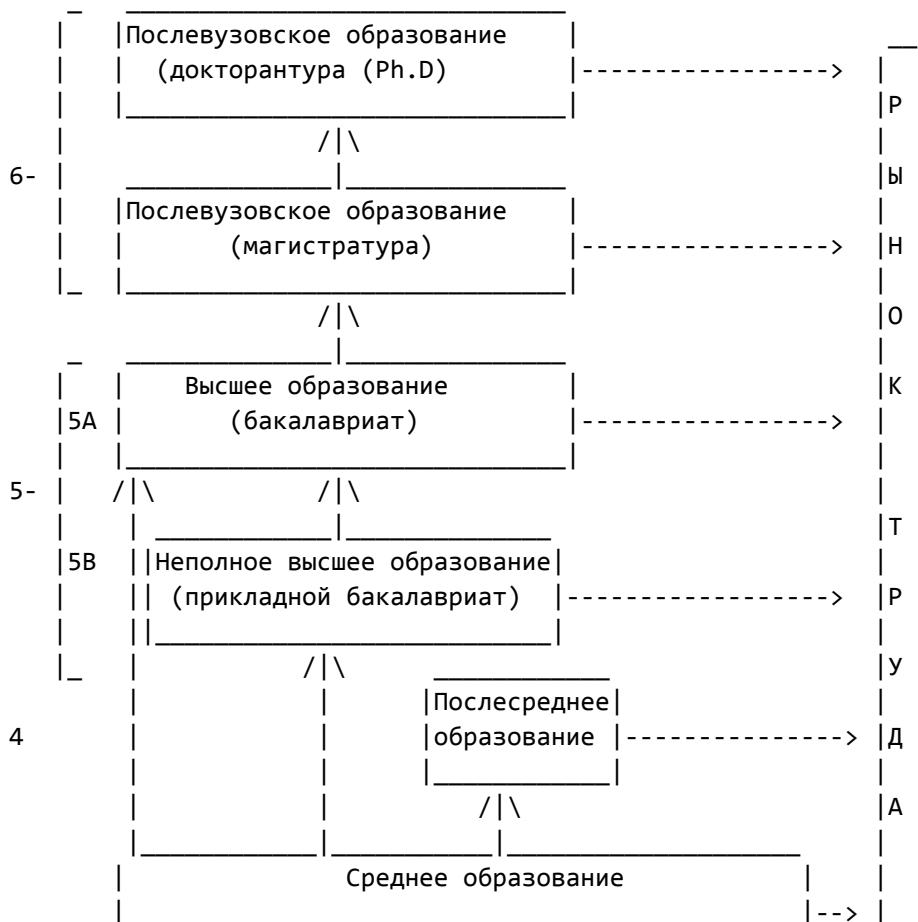 Послевузовское образование
(докторантура (Ph.D)
6-
Послевузовское образование
(магистратура)
Высшее образование
5А
(бакалавриат)
5-
Неполное высшее образование
5В
(прикладной бакалавриат)
Послесреднее
4
образование
Среднее образование
Р
Ы
Н
О
К
Т
Р
У
Д
А